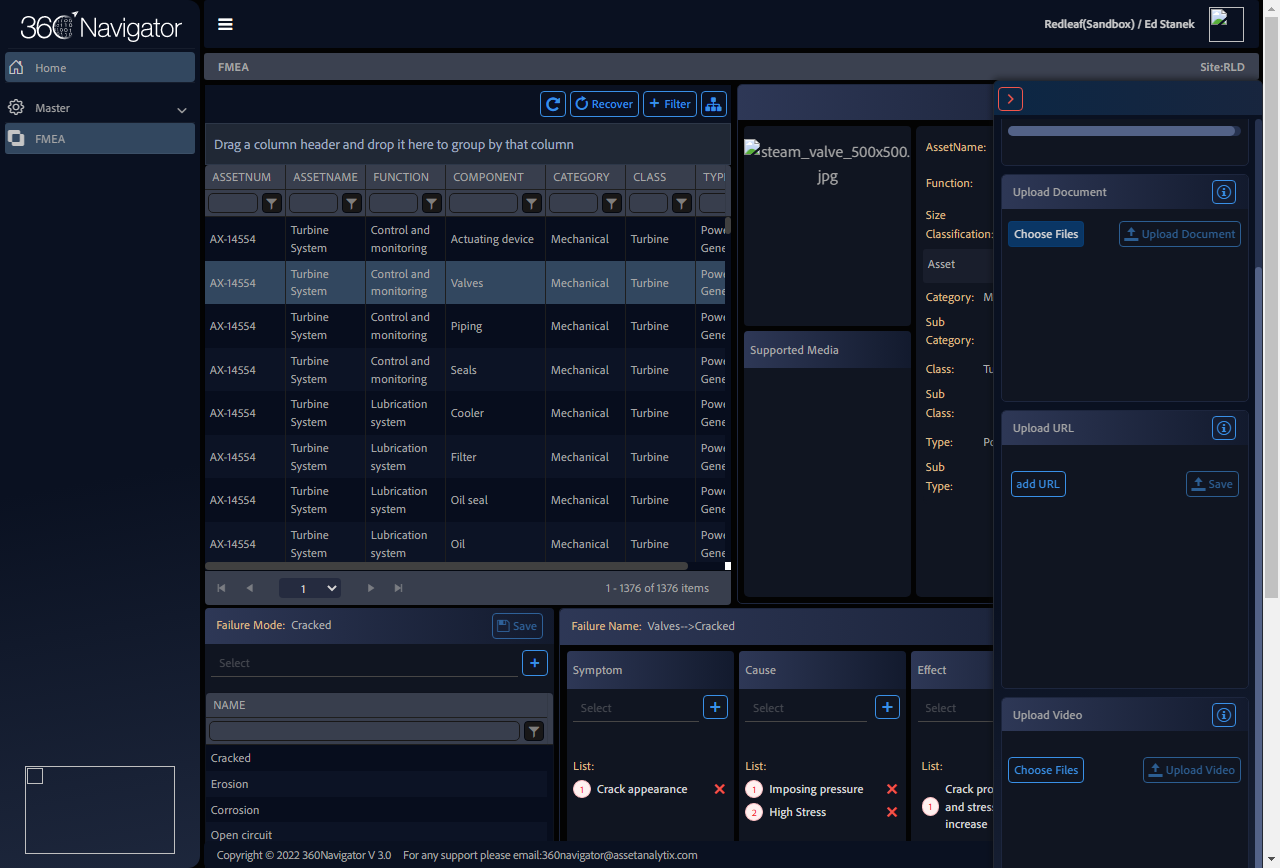 360 Navigator
Redleaf(Sandbox) / Ed Stanek
Home
Master
FMEA
FMEA
Site:RLD
Recover
+ Filter
Drag a column header and drop it here to group by that column
ASSETNUM ASSETNAME FUNCTION COMPONENT CATEGORY CLASS TYP
AX-14554 Turbine System Control and monitoring Actuating device Mechanical Turbine Powe Gene
AX-14554 Turbine System Control and monitoring Valves Mechanical Turbine Powe Gene
AX-14554 Turbine System Control and monitoring Piping Mechanical Turbine Powe Gene
AX-14554 Turbine System Control and monitoring Seals Mechanical Turbine Powe Gene
AX-14554 Turbine System Lubrication system Cooler Mechanical Turbine Powe Gene
AX-14554 Turbine System Lubrication system Filter Mechanical Turbine Powe Gene
AX-14554 Turbine System Lubrication system Oil seal Mechanical Turbine Powe Gene
AX-14554 Turbine System Lubrication system Oil Mechanical Turbine Powe Gene
1
1 - 1376 of 1376 items
steam_valve_500x500.
jpg
Supported Media
AssetName:
Function:
Size
Classification:
Asset
Category: M
Sub
Category:
Class: Tu
Sub
Class:
Type: Po
Sub
Type:
Upload Document
Choose Files
Upload Document
Upload URL
add URL
Save
Upload Video
Choose Files
Upload Video
Failure Mode: Cracked
Save
Select
+
NAME
Cracked
Erosion
Corrosion
Open circuit
Failure Name: Valves-->Cracked
Symptom
Select
+
List:
1 Crack appearance
Cause
Select
+
List:
1 Imposing pressure
2 High Stress
Effect
Select
List:
1 Crack pro
and stress
increase
Copyright © 2022 360Navigator V 3.0 For any support please email:360navigator@assetanalytix.com